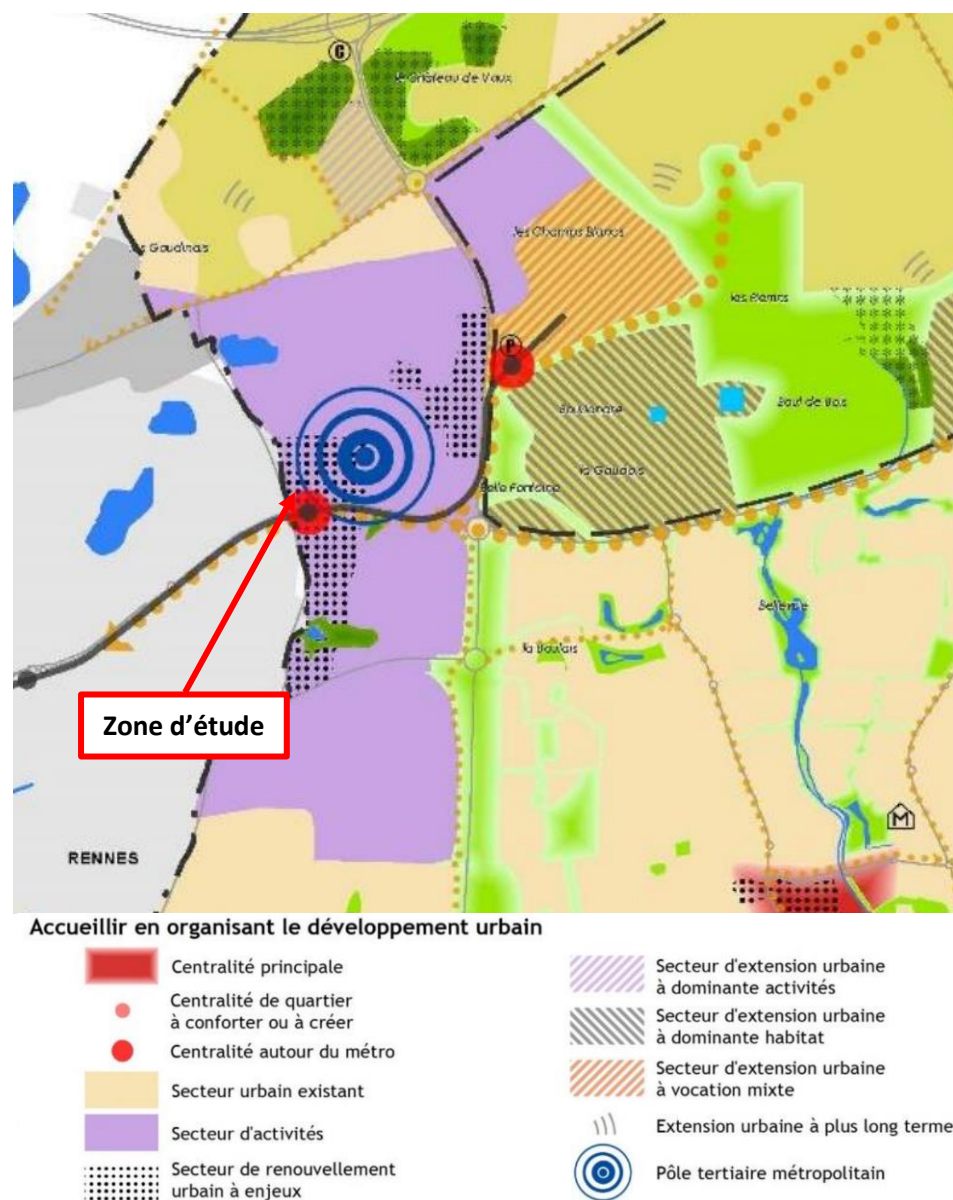 G
le Château de Vaux
les Champs Blancs
les Gaudinais
P
Boulonare
Bout de Bois
la Gaudais
Belle Fontaine
Belleville
la Boulais
Zone d'étude
M
RENNES
Accueillir en organisant le développement urbain
Centralité principale
Centralité de quartier
à conforter ou à créer
Centralité autour du métro
Secteur urbain existant
Secteur d'activités
Secteur de renouvellement
urbain à enjeux
Secteur d'extension urbaine
à dominante activités
Secteur d'extension urbaine
à dominante habitat
Secteur d'extension urbaine
à vocation mixte
Extension urbaine à plus long terme
Pôle tertiaire métropolitain